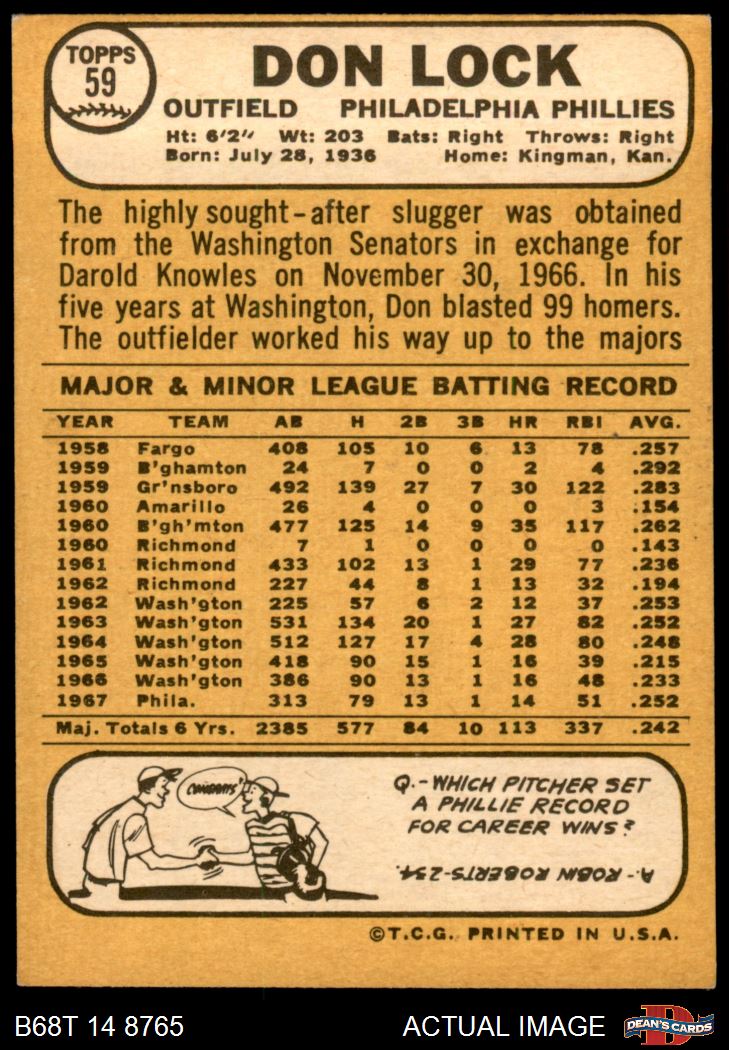 TOPPS
59
DON LOCK
OUTFIELD PHILADELPHIA PHILLIES
Ht: 6'2" Wt: 203 Bats: Right Throws: Right
Born: July 28, 1936 Home: Kingman, Kan.
The highly sought-after slugger was obtained
from the Washington Senators in exchange for
Darold Knowles on November 30, 1966. In his
five years at Washington, Don blasted 99 homers.
The outfielder worked his way up to the majors
MAJOR & MINOR LEAGUE BATTING RECORD
YEAR TEAM AB H 2B 3B HR RBI AVG.
1958 Fargo 408 105 10 6 13 78 .257
1959 B'ghamton 24 7 0 0 2 4 .292
1959 Gr'nsboro 492 139 27 7 30 122 .283
1960 Amarillo 26 4 0 0 0 3 .154
1960 B'gh'mton 477 125 14 9 35 117 .262
1960 Richmond 7 1 0 0 0 0 .143
1961 Richmond 433 102 13 1 29 77 .236
1962 Richmond 227 44 8 1 13 32 .194
1962 Wash'gton 225 57 6 2 12 37 .253
1963 Wash'gton 531 134 20 1 27 82 .252
1964 Wash'gton 512 127 17 4 28 80 .248
1965 Wash'gton 418 90 15 1 16 39 .215
1966 Wash'gton 386 90 13 1 16 48 .233
1967 Phila. 313 79 13 1 14 51 .252
Maj. Totals 6 Yrs. 2385 577 84 10 113 337 .242
CONGRATS'
Q.-WHICH PITCHER SET
A PHILLIE RECORD
FOR CAREER WINS?
A-ROBIN ROBERTS-234.
©T.C.G. PRINTED IN U.S.A.
B68T 14 8765
ACTUAL IMAGE
D
DEAN'S CARDS